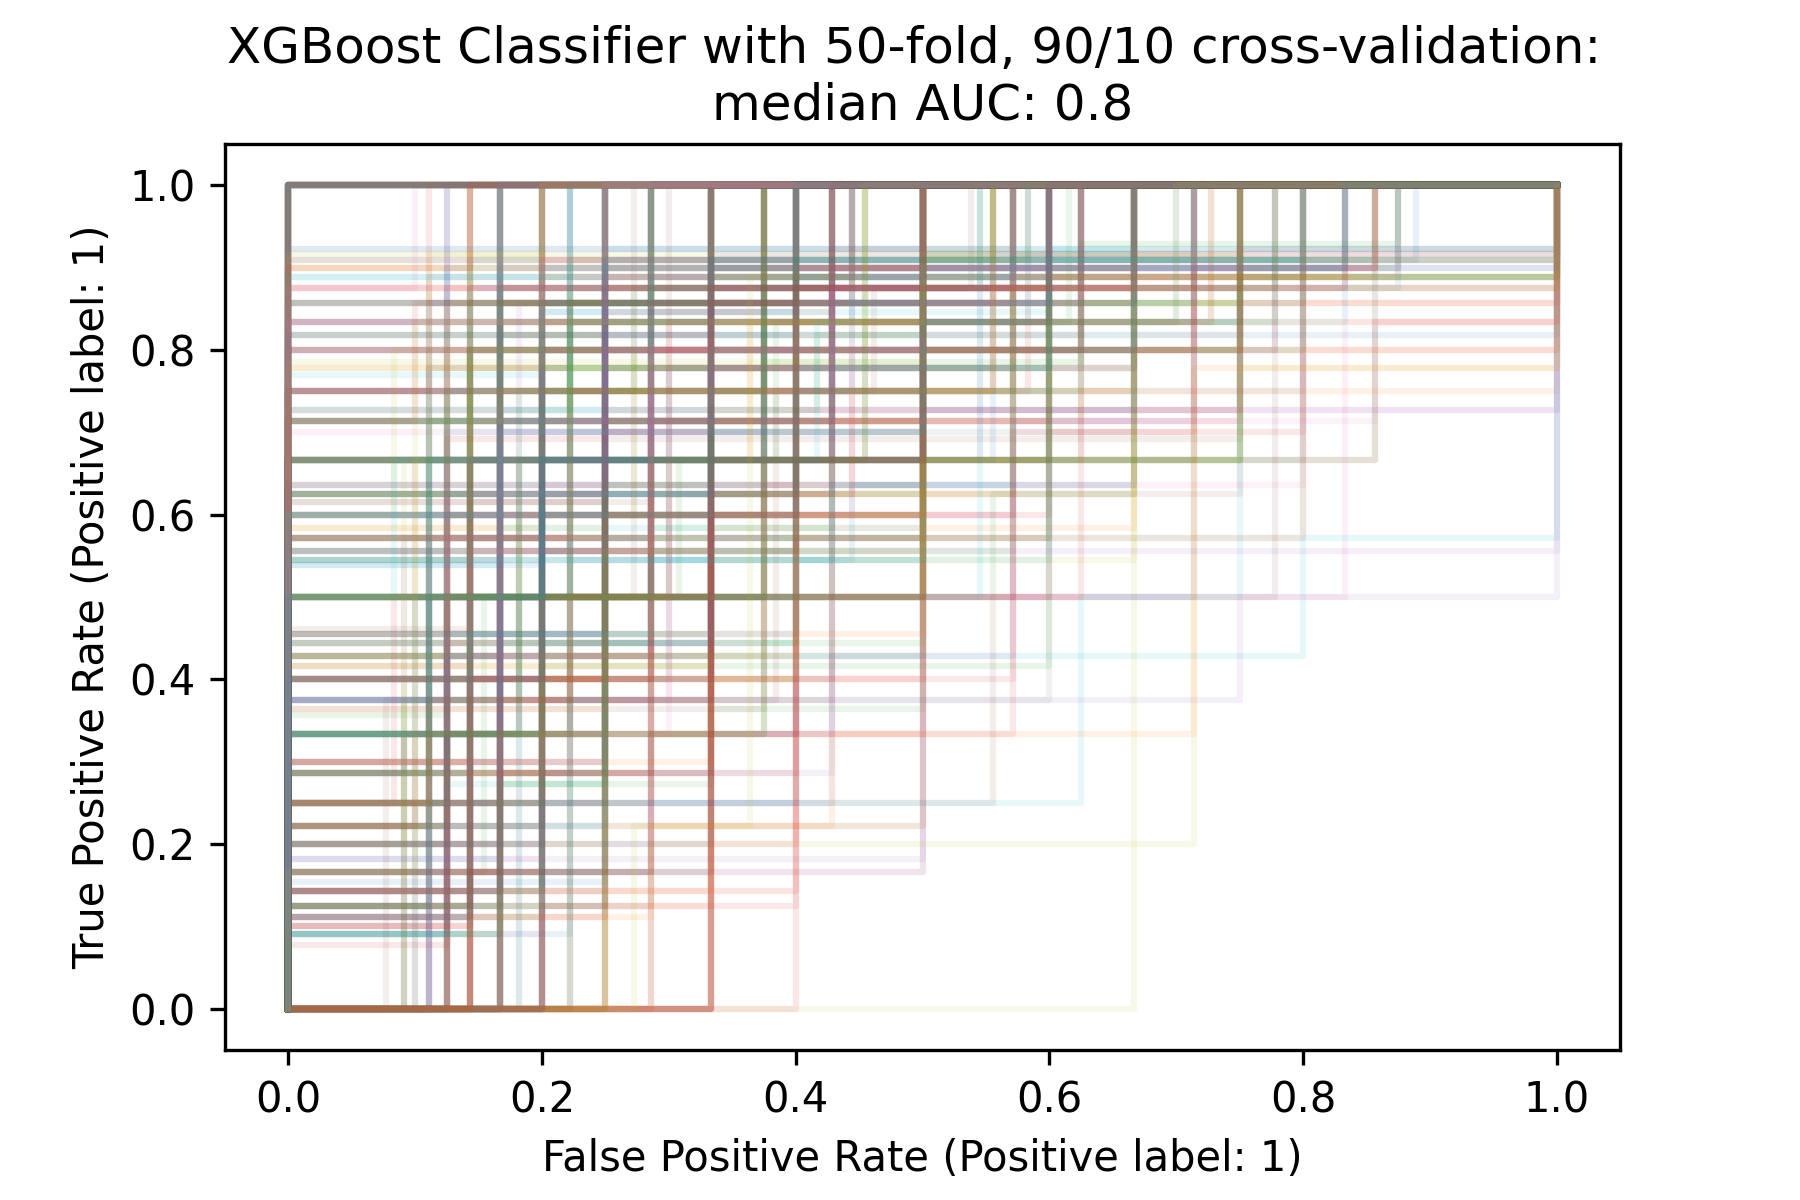 XGBoost Classifier with 50-fold, 90/10 cross-validation:
median AUC: 0.8
True Positive Rate (Positive label: 1)
1.0
0.8
0.6
0.4
0.2
0.0
0.0 0.2 0.4 0.6 0.8 1.0
False Positive Rate (Positive label: 1)